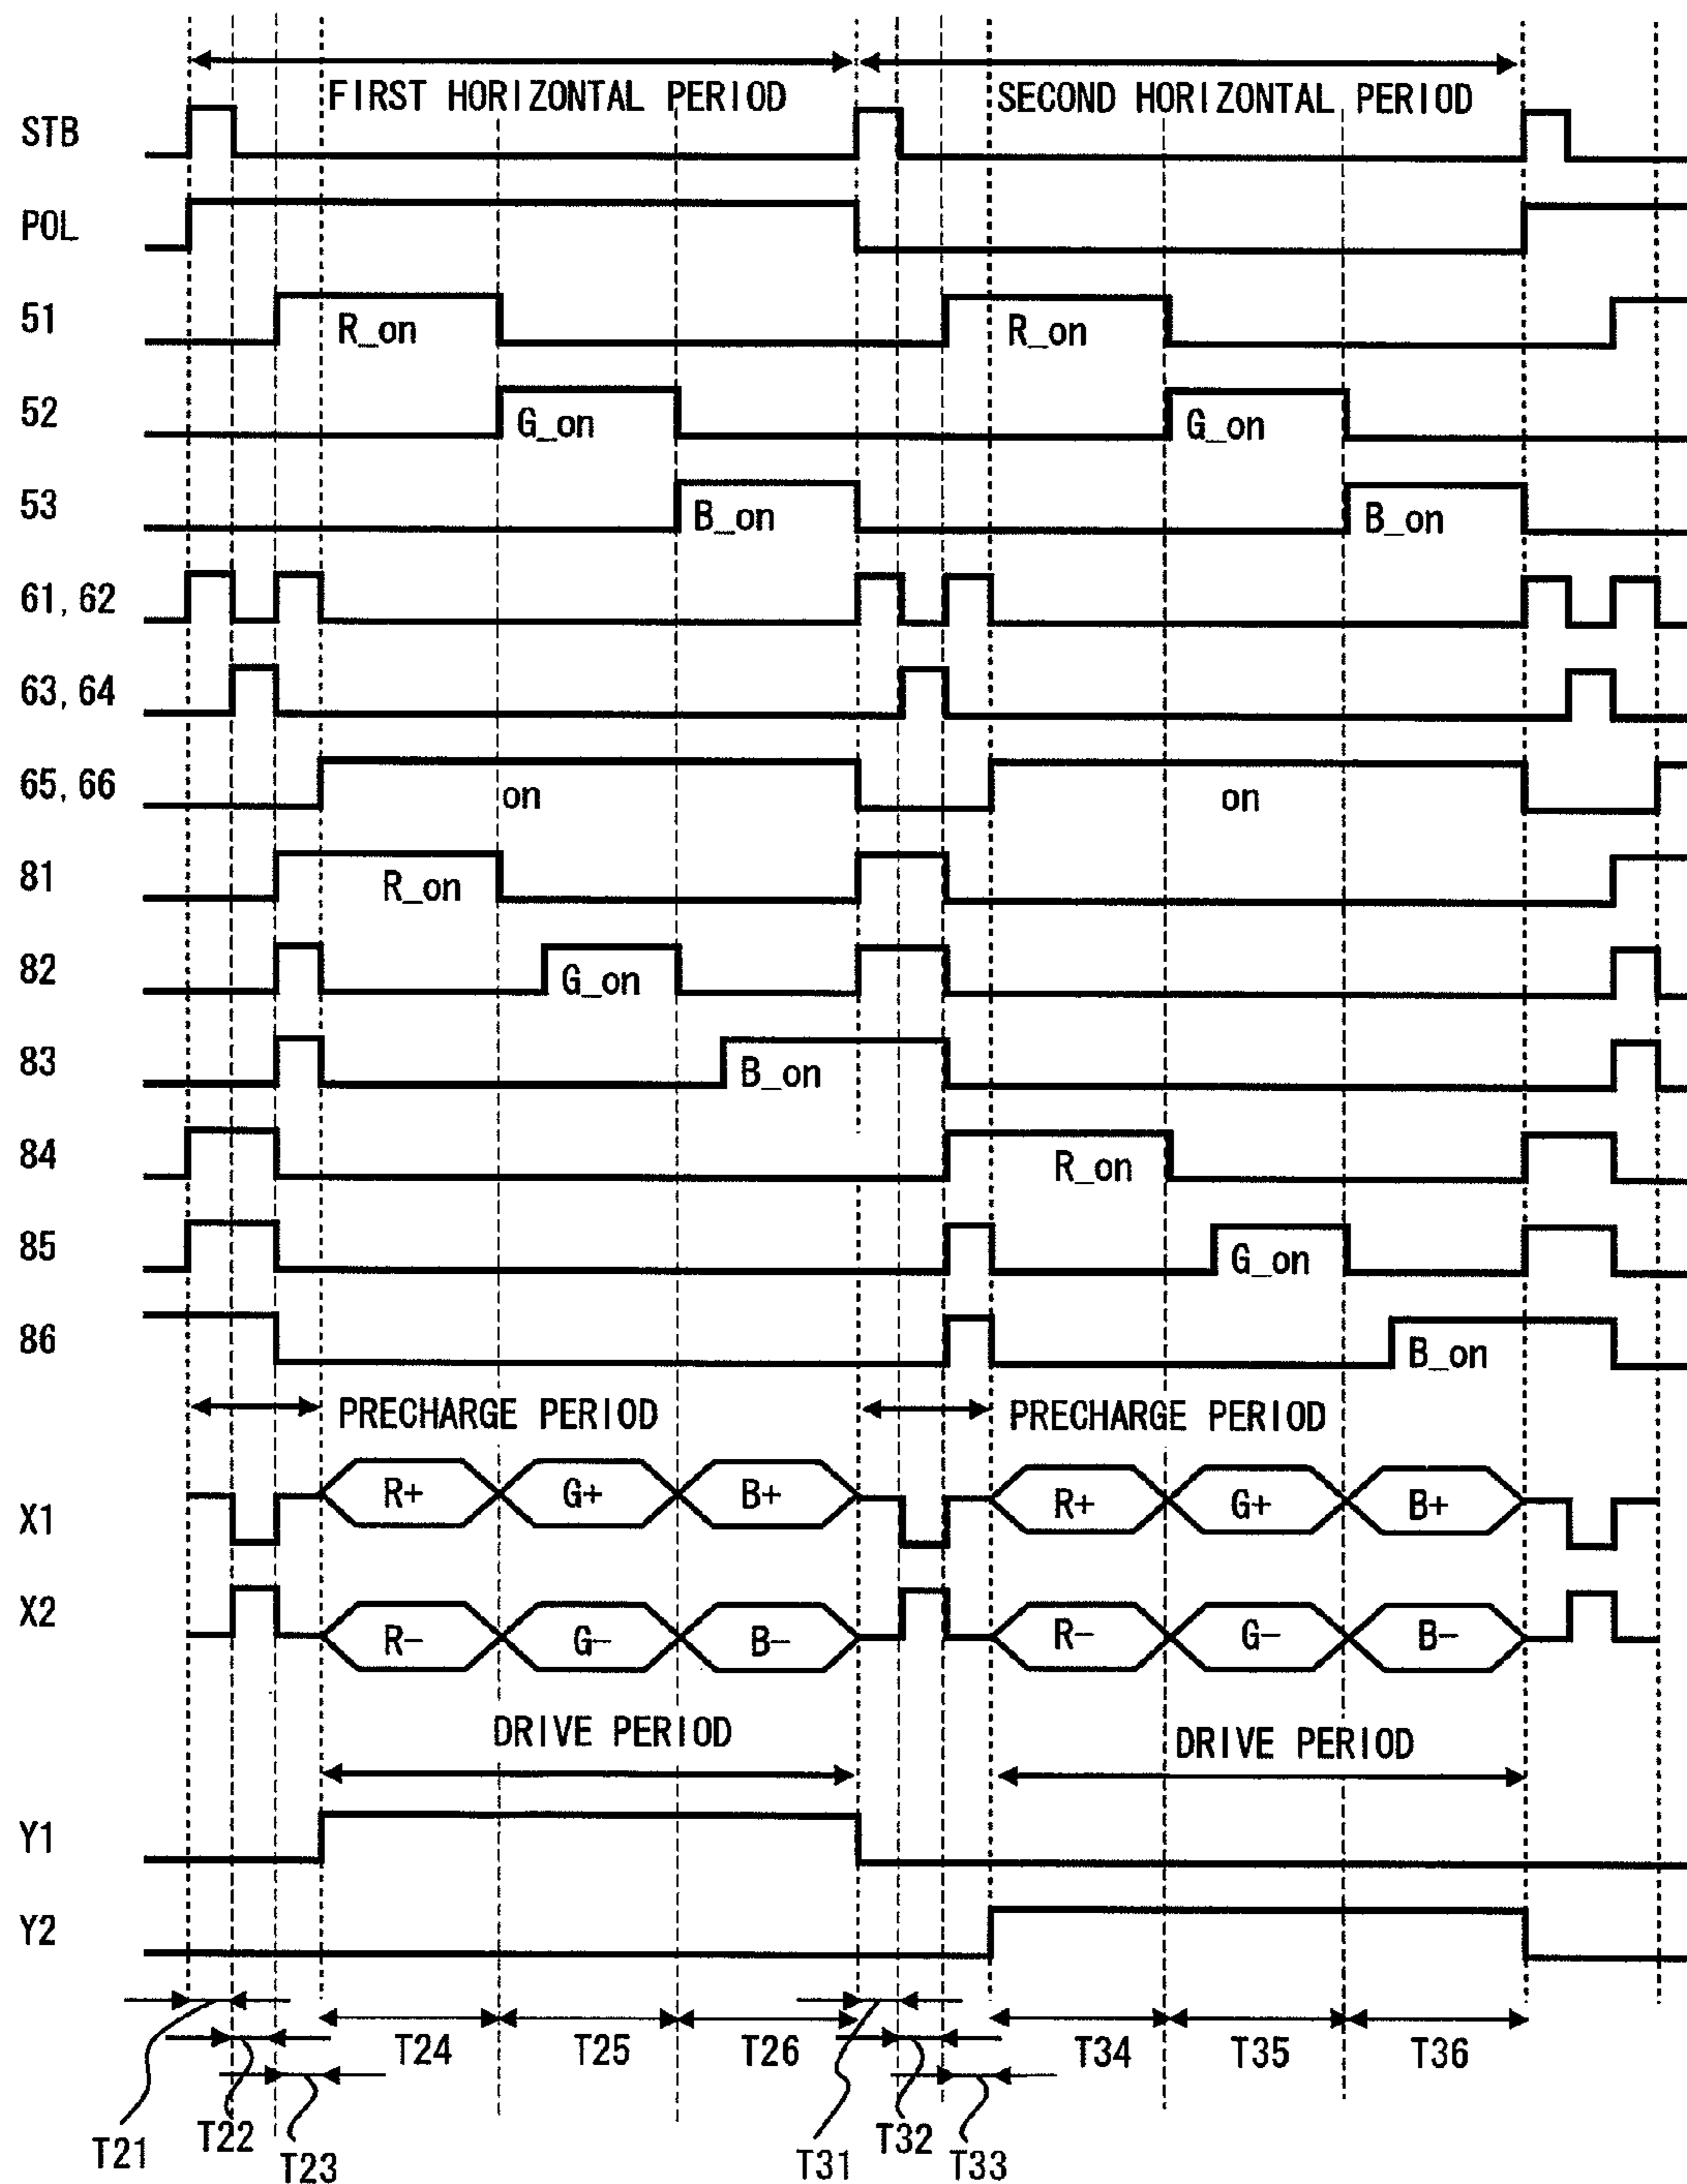 FIRST HORIZONTAL PERIOD SECOND HORIZONTAL PERIOD
STB
POL
51 R_on R_on
52 G_on G_on
53 B_on B_on
61, 62
63, 64
65, 66 on on
81 R_on
82 G_on
83 B_on
84 R_on
85 G_on
86 B_on
PRECHARGE PERIOD PRECHARGE PERIOD
X1 R+ G+ B+ R+ G+ B+
X2 R- G- B- R- G- B-
DRIVE PERIOD DRIVE PERIOD
Y1
Y2
T24 T25 T26 T34 T35 T36
T21 T22 T23 T31 T32 T33